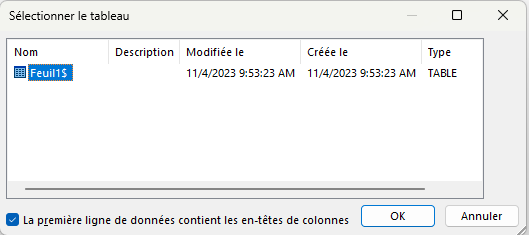 Sélectionner le tableau
Nom Description Modifiée le Créée le Type
Feuil1$ 11/4/2023 9:53:23 AM 11/4/2023 9:53:23 AM TABLE
La première ligne de données contient les en-têtes de colonnes OK Annuler